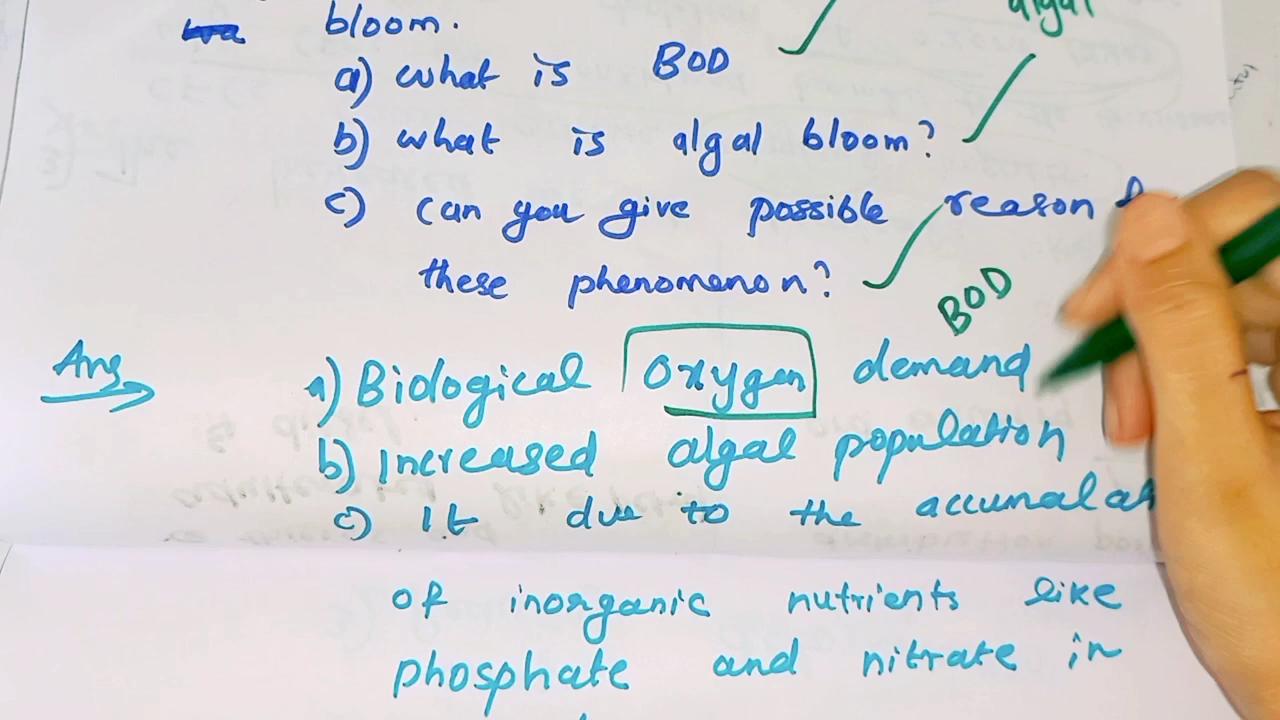 algal
bloom.
a) what is BOD
b) what is algal bloom?
c) can you give possible reason
these phenomenon?
BOD
Ans
a) Biological oxygen demand
b) Increased algal population
c) It due to the
of inorganic nutrients like
phosphate and nitrate in